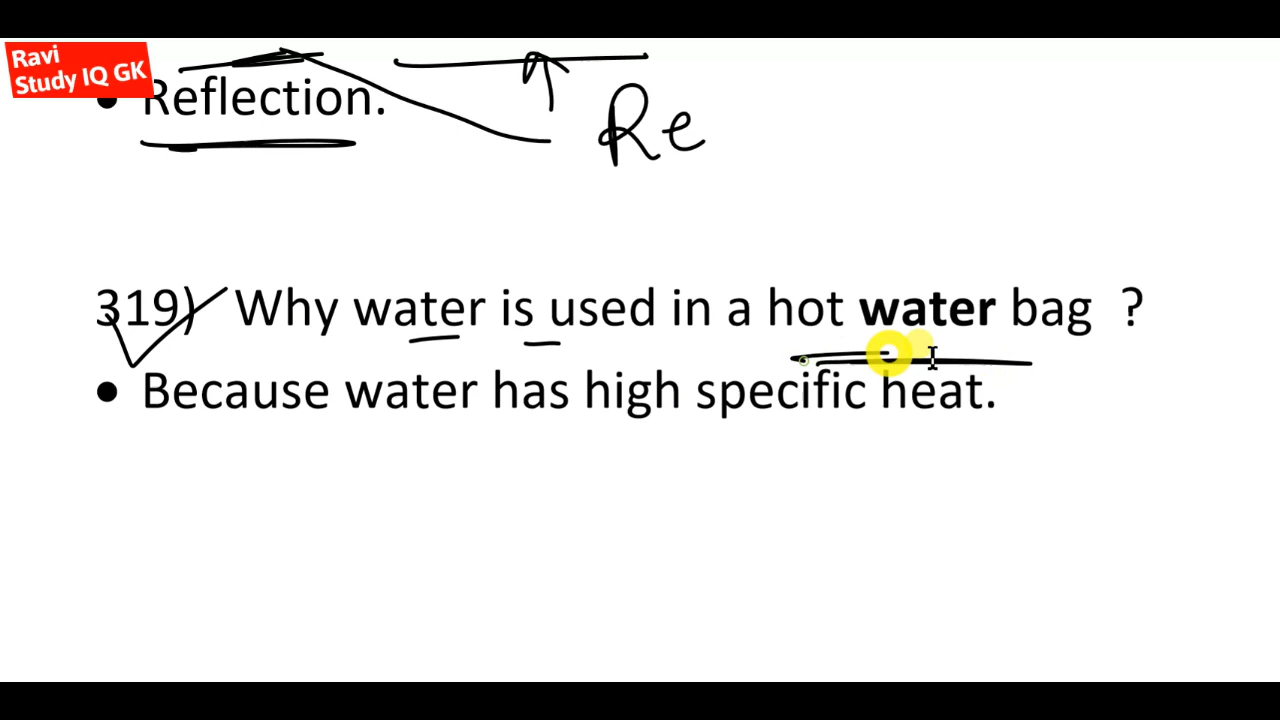 Ravi
Study IQ GK
• Reflection.
Re
319) Why water is used in a hot water bag ?
• Because water has high specific heat.